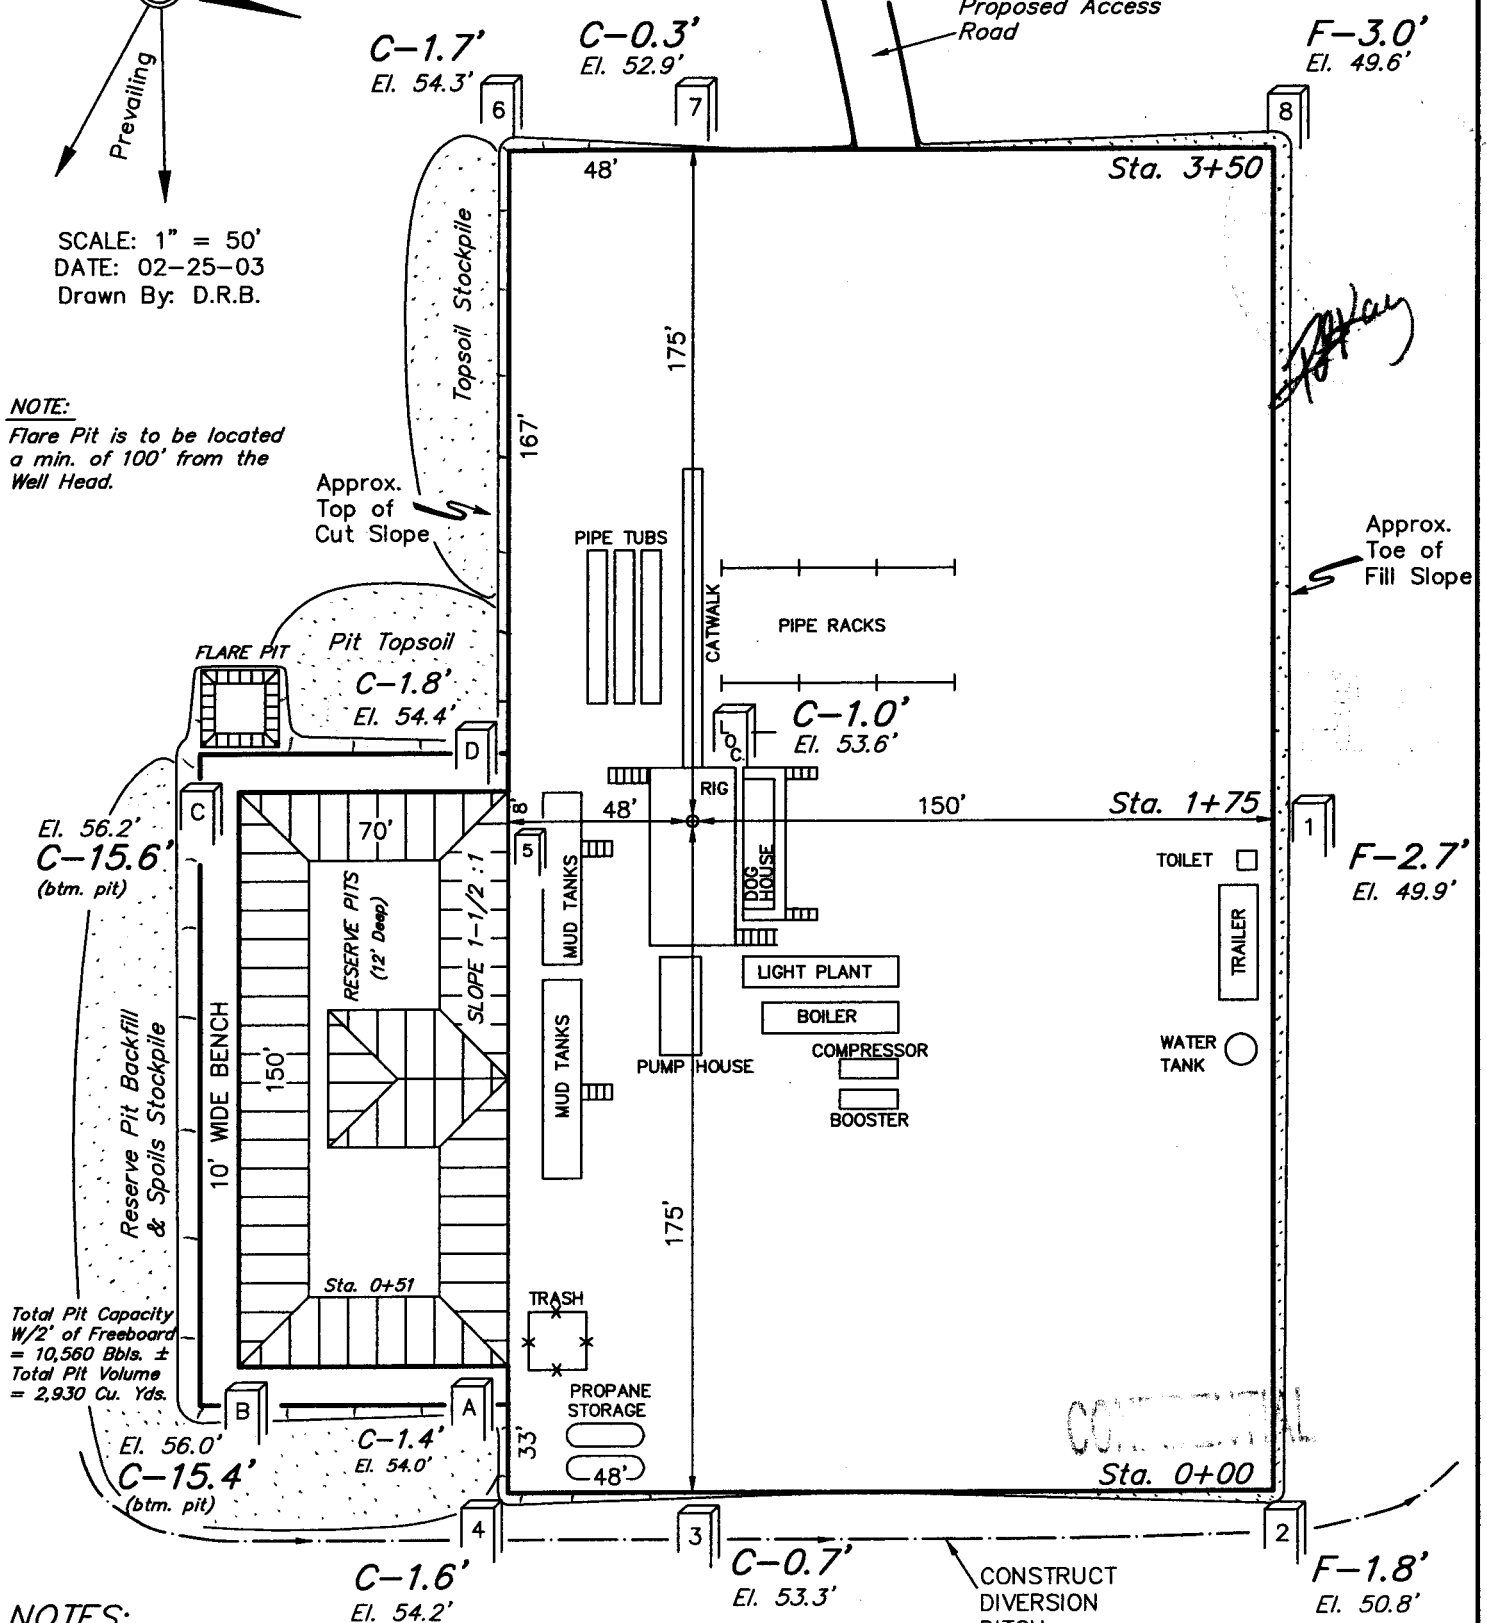 Proposed Access
Road
C-1.7'
El. 54.3'
C-0.3'
El. 52.9'
F-3.0'
El. 49.6'
Prevailing
6
7
8
48'
Sta. 3+50
SCALE: 1" = 50'
DATE: 02-25-03
Drawn By: D.R.B.
Topsoil Stockpile
175'
167'
NOTE:
Flare Pit is to be located
a min. of 100' from the
Well Head.
Approx.
Top of
Cut Slope
Approx.
Toe of
Fill Slope
PIPE TUBS
CATWALK
PIPE RACKS
FLARE PIT
Pit Topsoil
C-1.8'
El. 54.4'
D
LOC.
C-1.0'
El. 53.6'
RIG
C
El. 56.2'
C-15.6'
(btm. pit)
70'
8'
48'
150'
Sta. 1+75
1
5
F-2.7'
El. 49.9'
TOILET
DOG
HOUSE
MUD TANKS
TRAILER
RESERVE PITS
(12' Deep)
SLOPE 1-1/2 :1
LIGHT PLANT
BOILER
COMPRESSOR
BOOSTER
PUMP HOUSE
WATER
TANK
MUD TANKS
Reserve Pit Backfill
& Spoils Stockpile
10' WIDE BENCH
150'
175'
Sta. 0+51
TRASH
Total Pit Capacity
W/2' of Freeboard
= 10,560 Bbls. ±
Total Pit Volume
= 2,930 Cu. Yds.
PROPANE
STORAGE
B
A
El. 56.0'
C-15.4'
(btm. pit)
C-1.4'
El. 54.0'
33'
48'
CONFIDENTIAL
Sta. 0+00
4
3
2
C-1.6'
El. 54.2'
C-0.7'
El. 53.3'
CONSTRUCT
DIVERSION
DITCH
F-1.8'
El. 50.8'
NOTES: